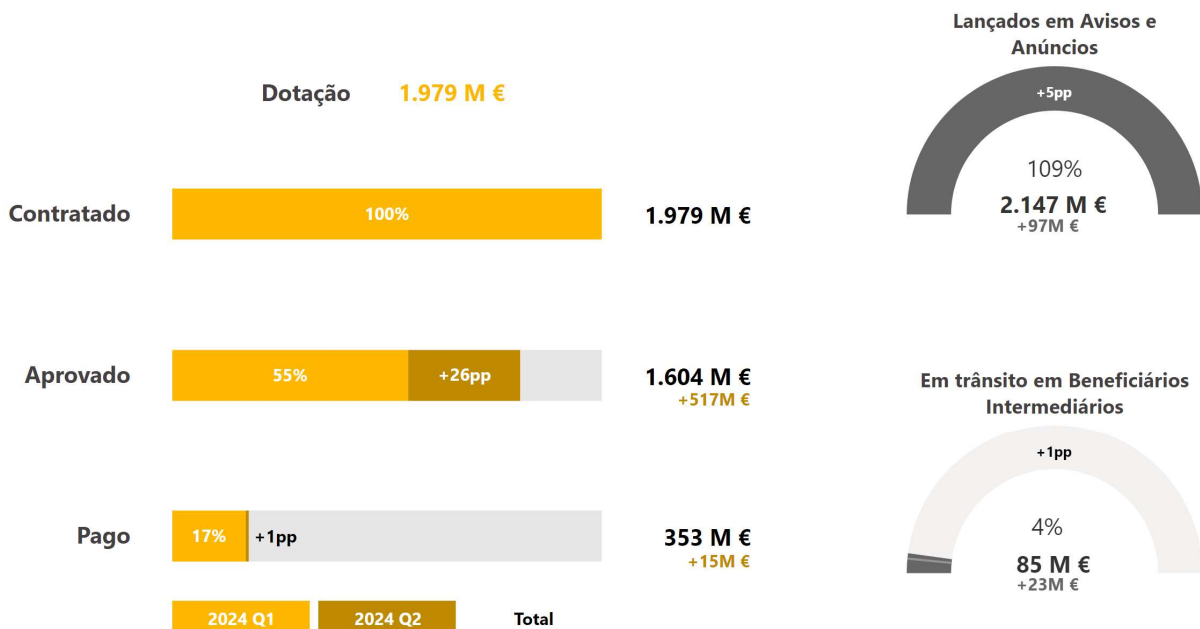 Dotação 1.979 M €
Contratado 100% 1.979 M €
Aprovado 55% +26pp 1.604 M €
+517M €
Pago 17% +1pp 353 M €
+15M €
2024 Q1 2024 Q2 Total
Lançados em Avisos e
Anúncios
+5pp
109%
2.147 M €
+97M €
Em trânsito em Beneficiários
Intermediários
+1pp
4%
85 M €
+23M €